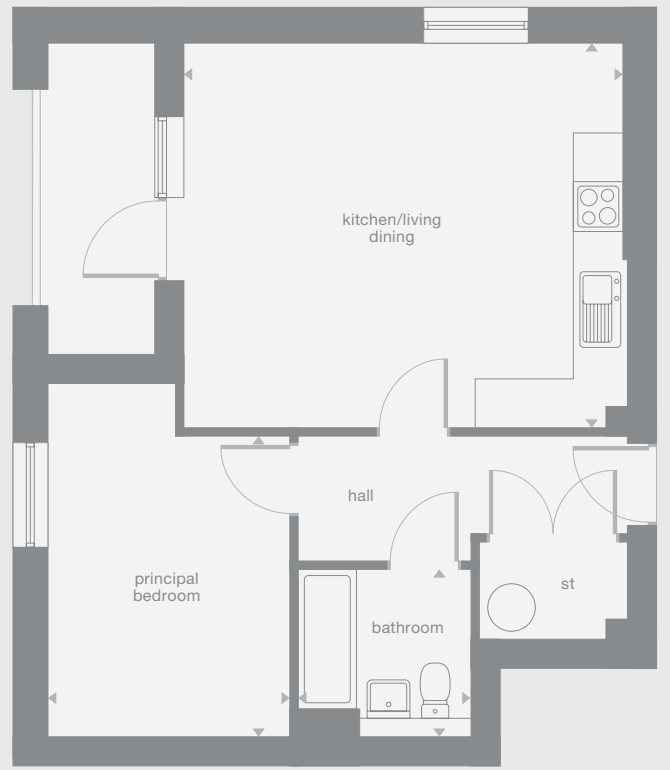 kitchen/living
dining
hall
principal
bedroom
st
bathroom